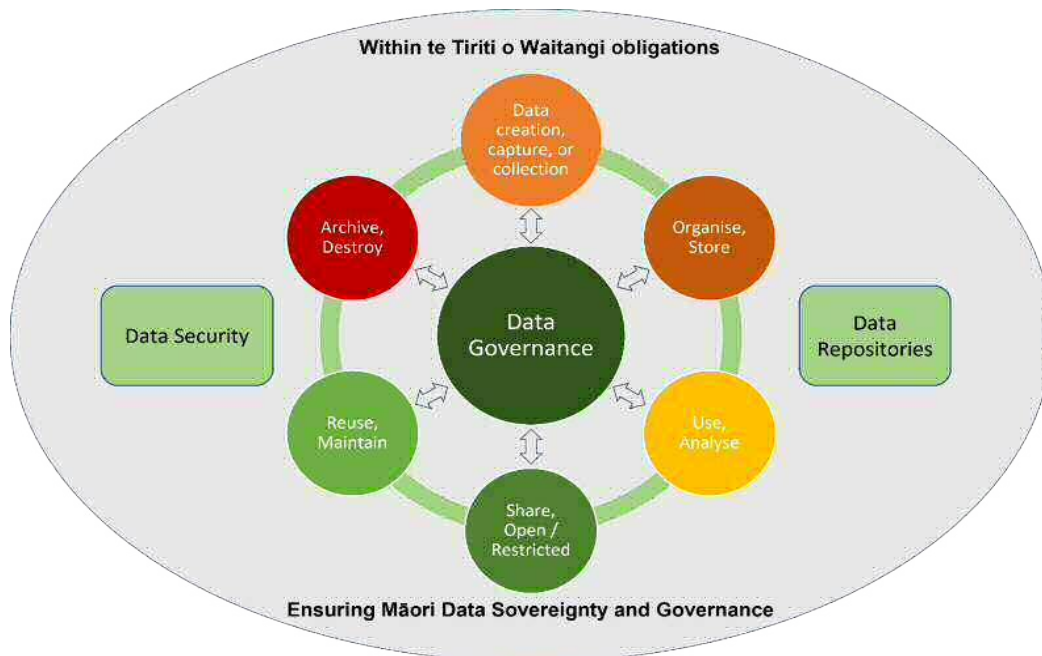 Within te Tiriti o Waitangi obligations
Data
creation,
capture, or
collection
Archive,
Destroy
Organise,
Store
Data Security
Data
Governance
Data
Repositories
Reuse,
Maintain
Use,
Analyse
Share,
Open /
Restricted
Ensuring Māori Data Sovereignty and Governance